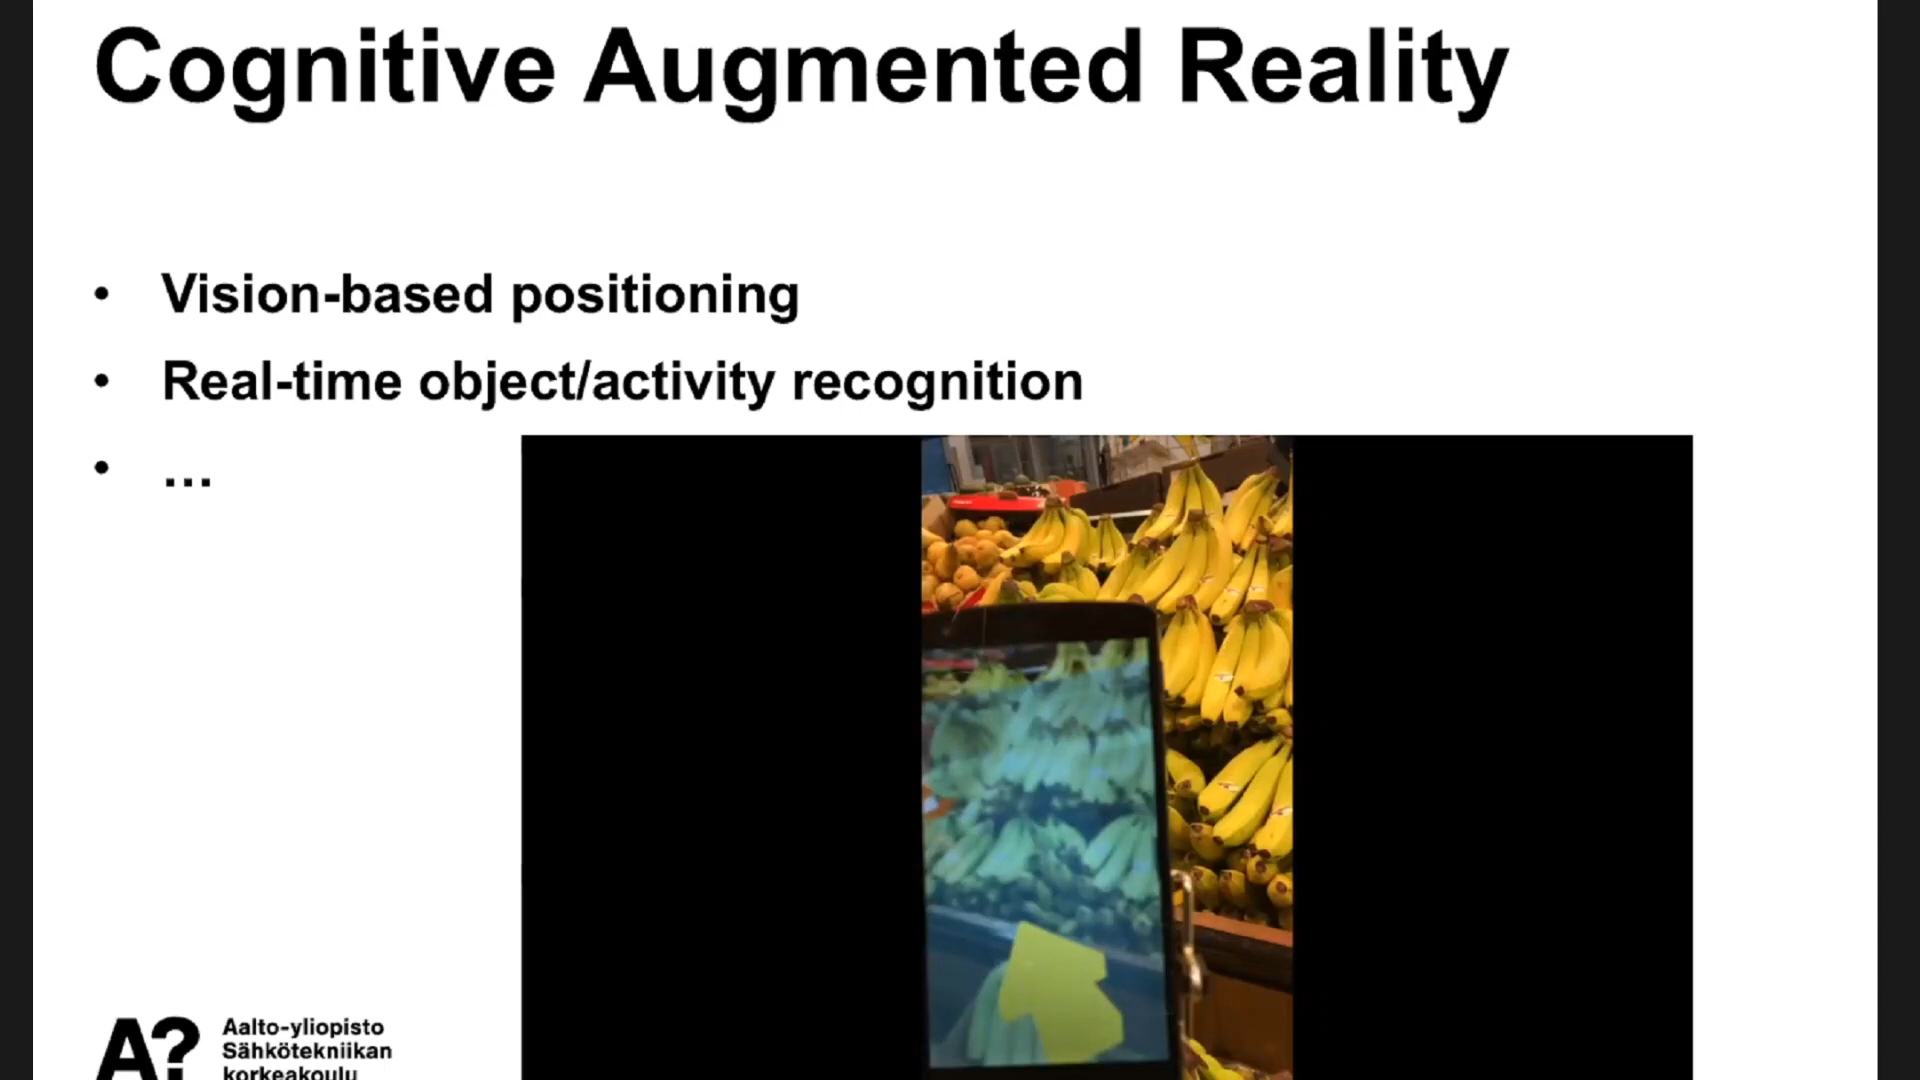 Cognitive Augmented Reality
• Vision-based positioning
• Real-time object/activity recognition
• ...
A?
Aalto-yliopisto
Sähkötekniikan
korkeakoulu